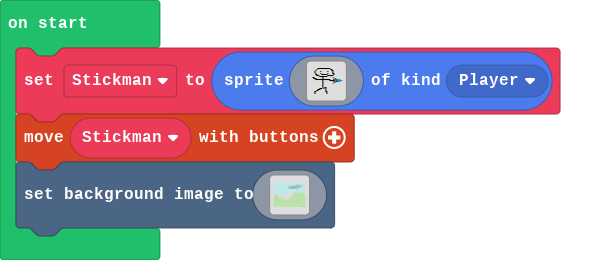 on start
set Stickman to sprite of kind Player
move Stickman with buttons
set background image to